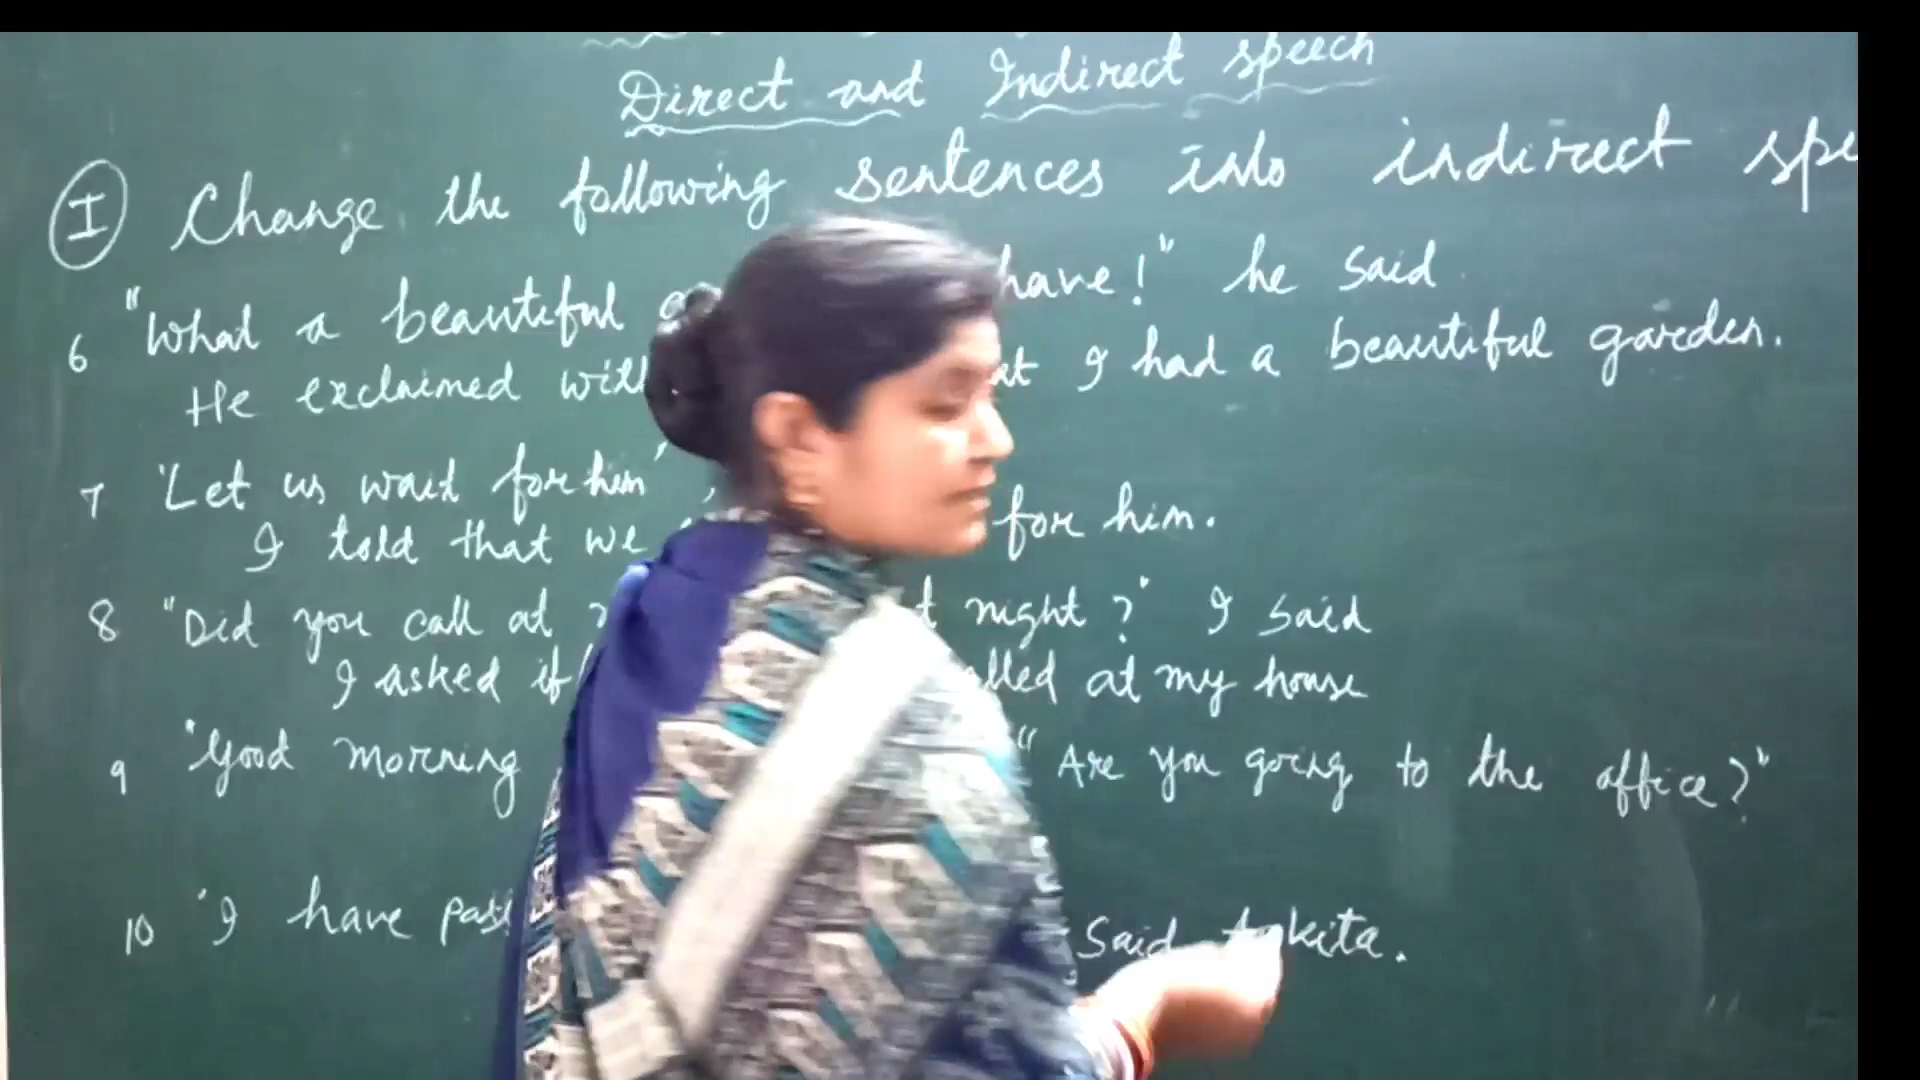 Direct and Indirect speech
I Change the following sentences into indirect spe
6 "What a beautiful have!" he said.
He exclaimed with at I had a beautiful garden.
7 'Let us wait for him',
I told that we for him.
8 "Did you call at night?" I said
I asked if lled at my house
9 "Good morning "Are you going to the office?"
10 'I have pass said Ankita.